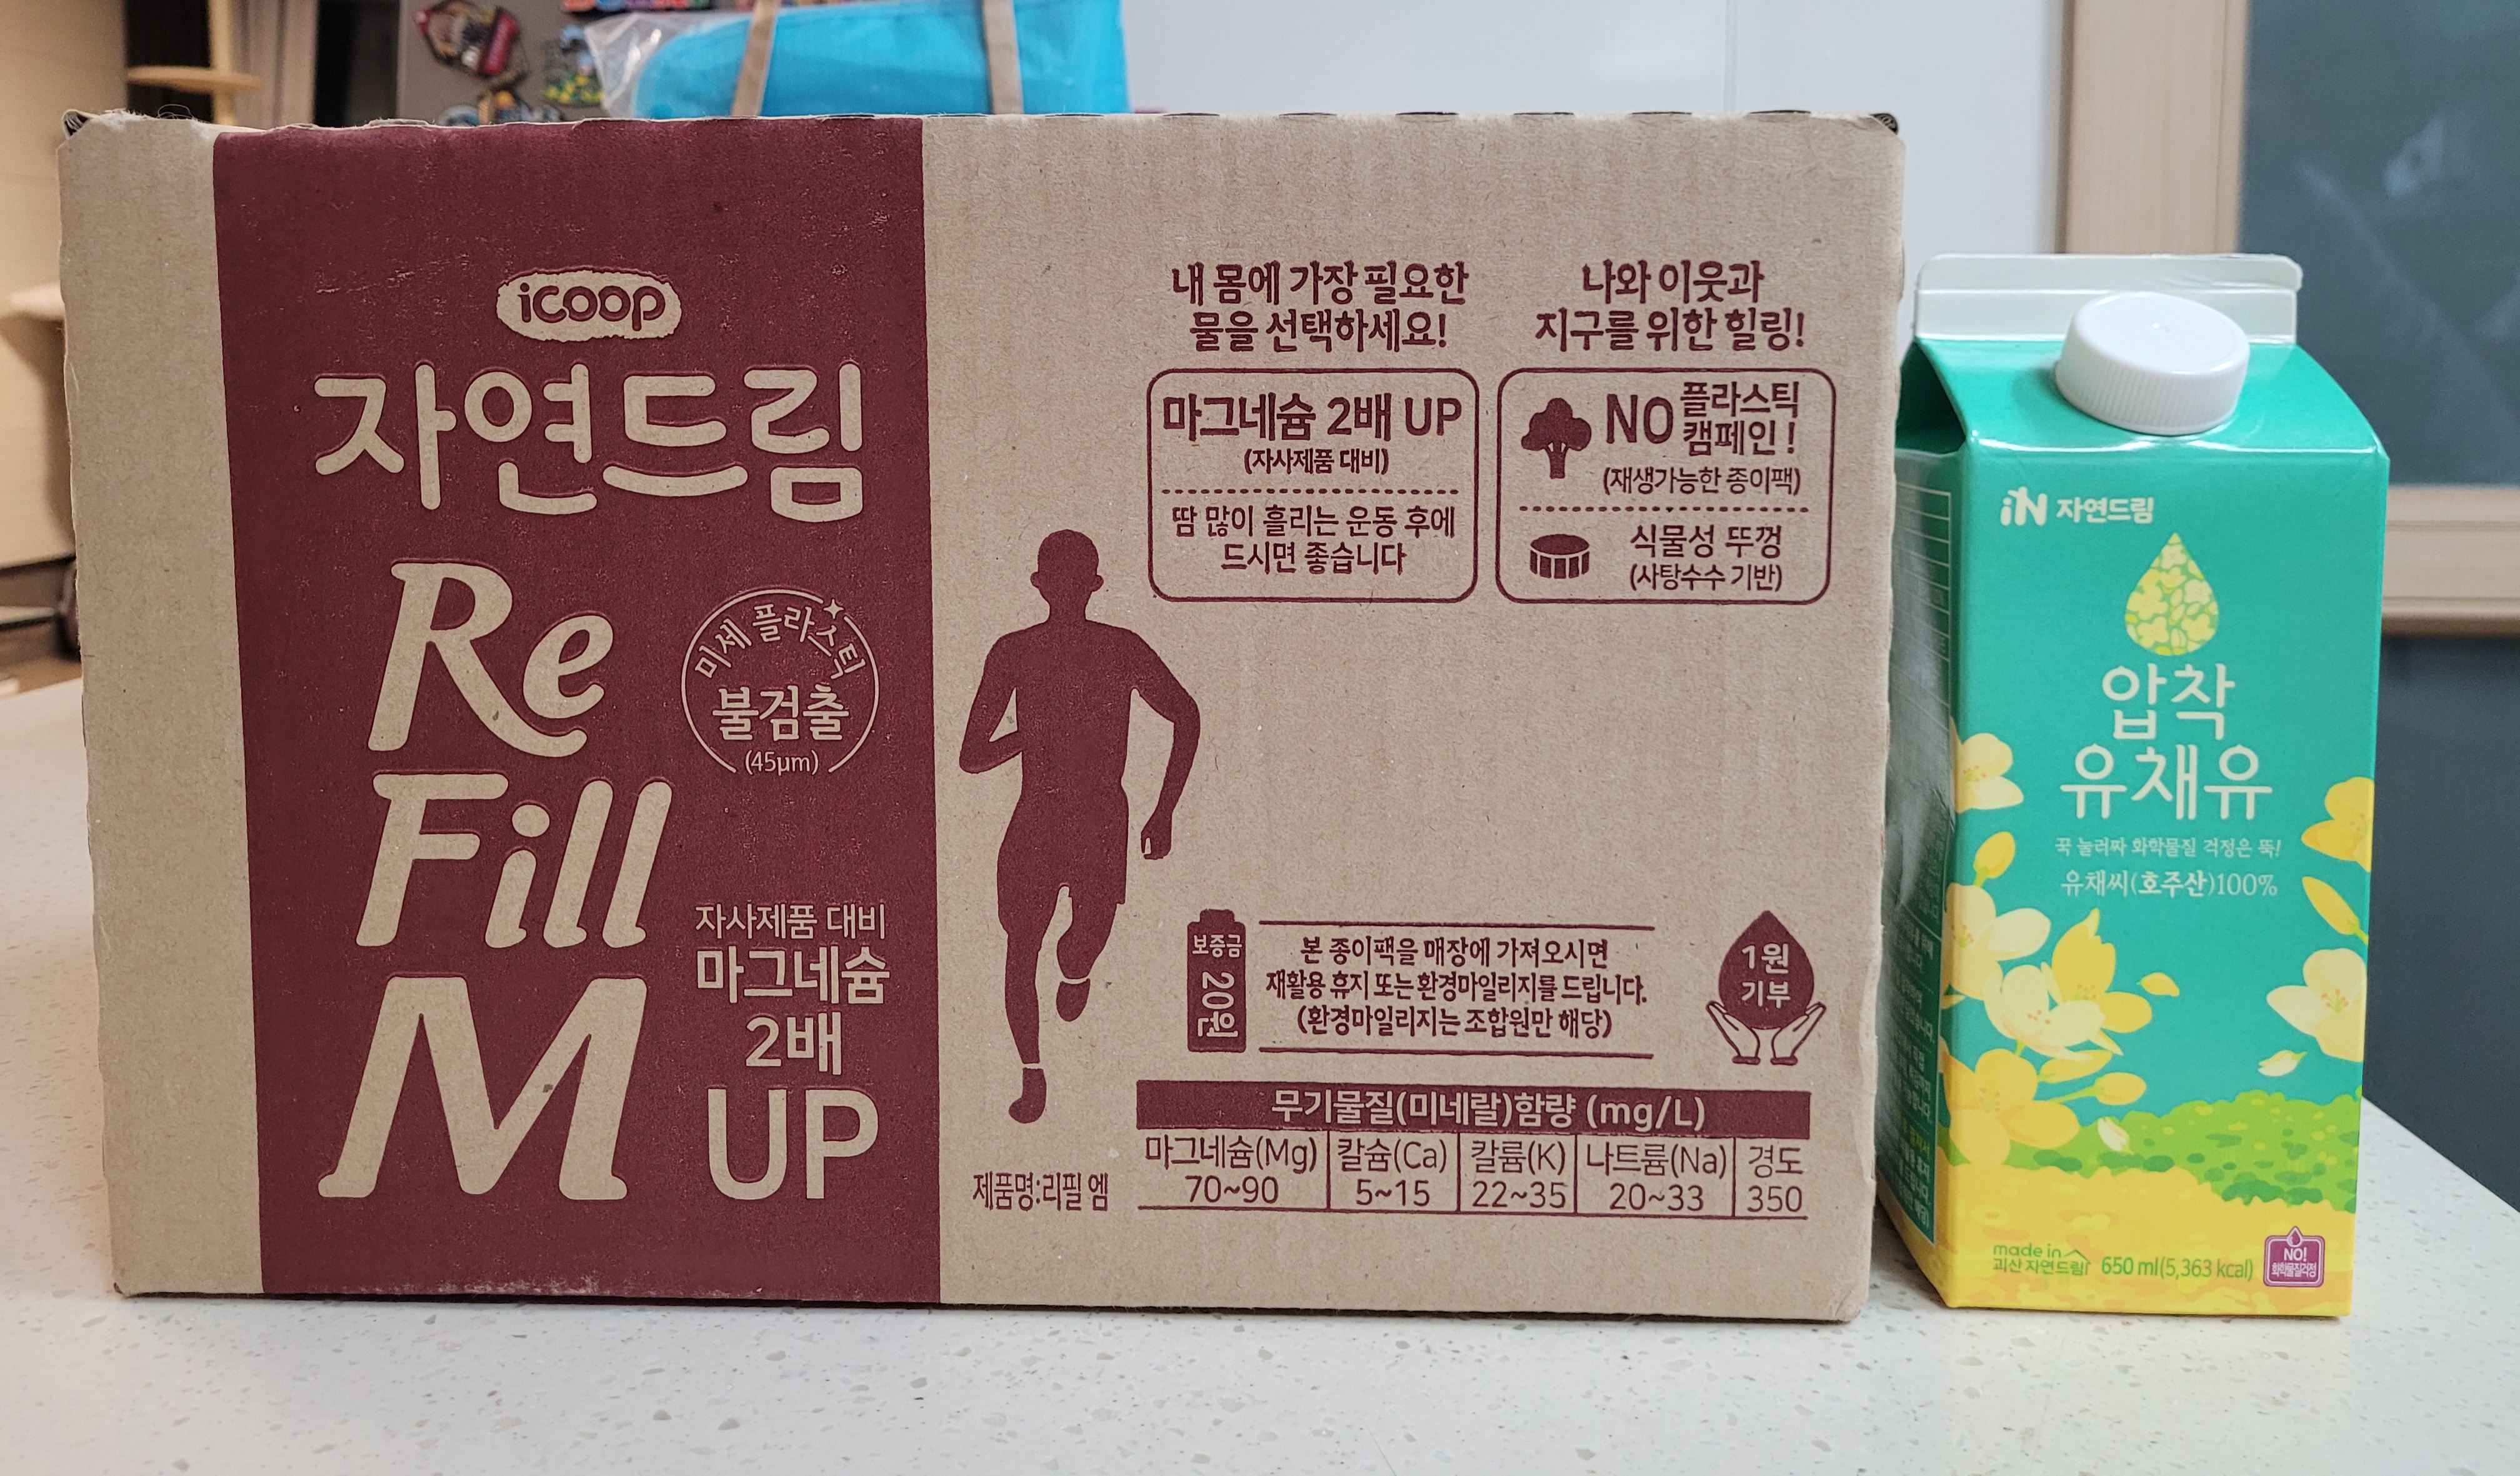 icoop
자연드림
Re
Fill
M
미세 플라스틱
불검출
(45μm)
자사제품 대비
마그네슘
2배
UP
내 몸에 가장 필요한
물을 선택하세요!
마그네슘 2배 UP
(자사제품 대비)
땀 많이 흘리는 운동 후에
드시면 좋습니다
나와 이웃과
지구를 위한 힐링!
NO 플라스틱
캠페인!
(재생가능한 종이팩)
식물성 뚜껑
(사탕수수 기반)
보증금
20원
본 종이팩을 매장에 가져오시면
재활용 휴지 또는 환경마일리지를 드립니다.
(환경마일리지는 조합원만 해당)
1원
기부
제품명:리필 엠
무기물질(미네랄)함량 (mg/L)
마그네슘(Mg) 칼슘(Ca) 칼륨(K) 나트륨(Na) 경도
70~90 5~15 22~35 20~33 350
iN 자연드림
압착
유채유
꾹 눌러짜 화학물질 걱정은 뚝!
유채씨(호주산)100%
made in
괴산 자연드림
650 ml(5,363 kcal)
NO!
화학물질걱정